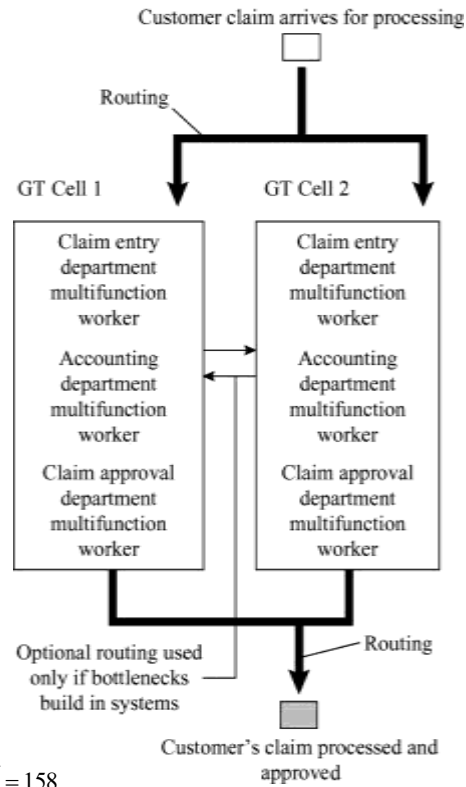 Customer claim arrives for processing
Routing
GT Cell 1
GT Cell 2
Claim entry
department
multifunction
worker
Accounting
department
multifunction
worker
Claim approval
department
multifunction
worker
Claim entry
department
multifunction
worker
Accounting
department
multifunction
worker
Claim approval
department
multifunction
worker
Optional routing used
only if bottlenecks
build in systems
Routing
Customer's claim processed and
approved
= 158